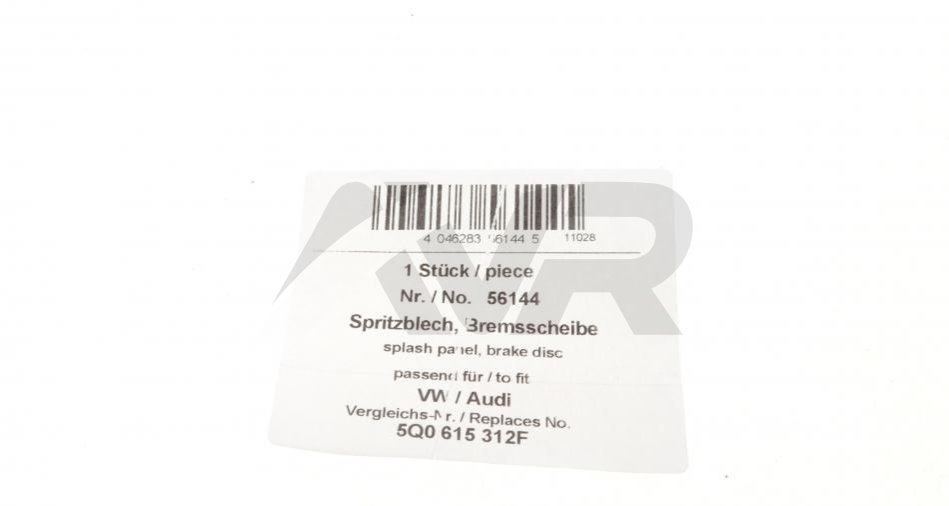 4 046283 56144 5 11028
1 Stück / piece
Nr. / No. 56144
Spritzblech, Bremsscheibe
splash panel, brake disc
passend für / to fit
VW / Audi
Vergleichs-Nr. / Replaces No.
5Q0 615 312F
VR